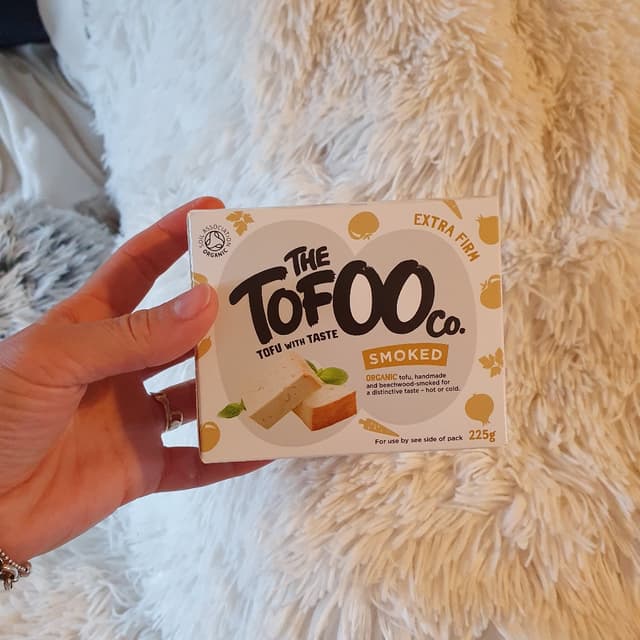 SOIL ASSOCIATION
ORGANIC
EXTRA FIRM
THE
TOFOO CO.
TOFU WITH TASTE
SMOKED
ORGANIC tofu, handmade
and beechwood-smoked for
a distinctive taste – hot or cold.
For use by see side of pack 225g